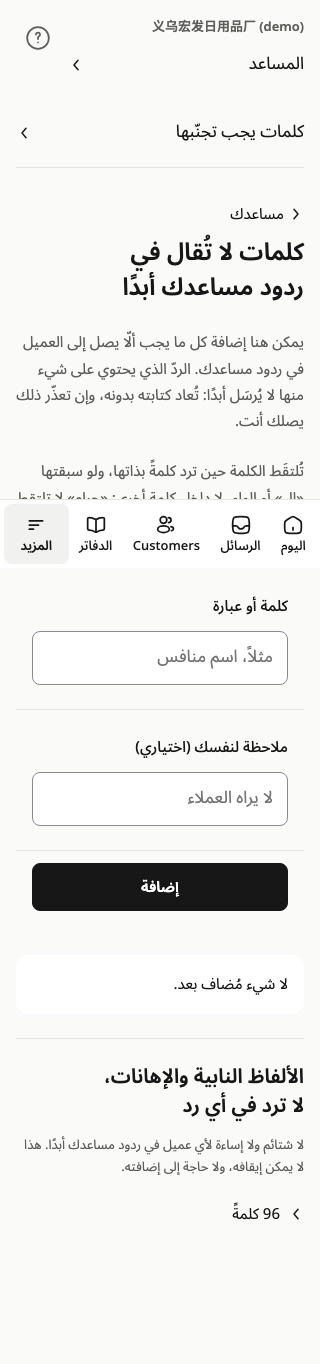 义乌宏发日用品厂 (demo)
المساعد
كلمات يجب تجنّبها
مساعدك
كلمات لا تُقال في
ردود مساعدك أبدًا
يمكن هنا إضافة كل ما يجب ألّا يصل إلى العميل
في ردود مساعدك. الردّ الذي يحتوي على شيء
منها لا يُرسَل أبدًا: تُعاد كتابته بدونه، وإن تعذّر ذلك
يصلك أنت.
تُلتقَط الكلمة حين ترد كلمةً بذاتها، ولو سبقتها
اليوم
الرسائل
Customers
الدفاتر
المزيد
كلمة أو عبارة
مثلاً، اسم منافس
ملاحظة لنفسك (اختياري)
لا يراه العملاء
إضافة
لا شيء مُضاف بعد.
الألفاظ النابية والإهانات،
لا ترد في أي رد
لا شتائم ولا إساءة لأي عميل في ردود مساعدك أبدًا. هذا
لا يمكن إيقافه، ولا حاجة إلى إضافته.
96 كلمةً